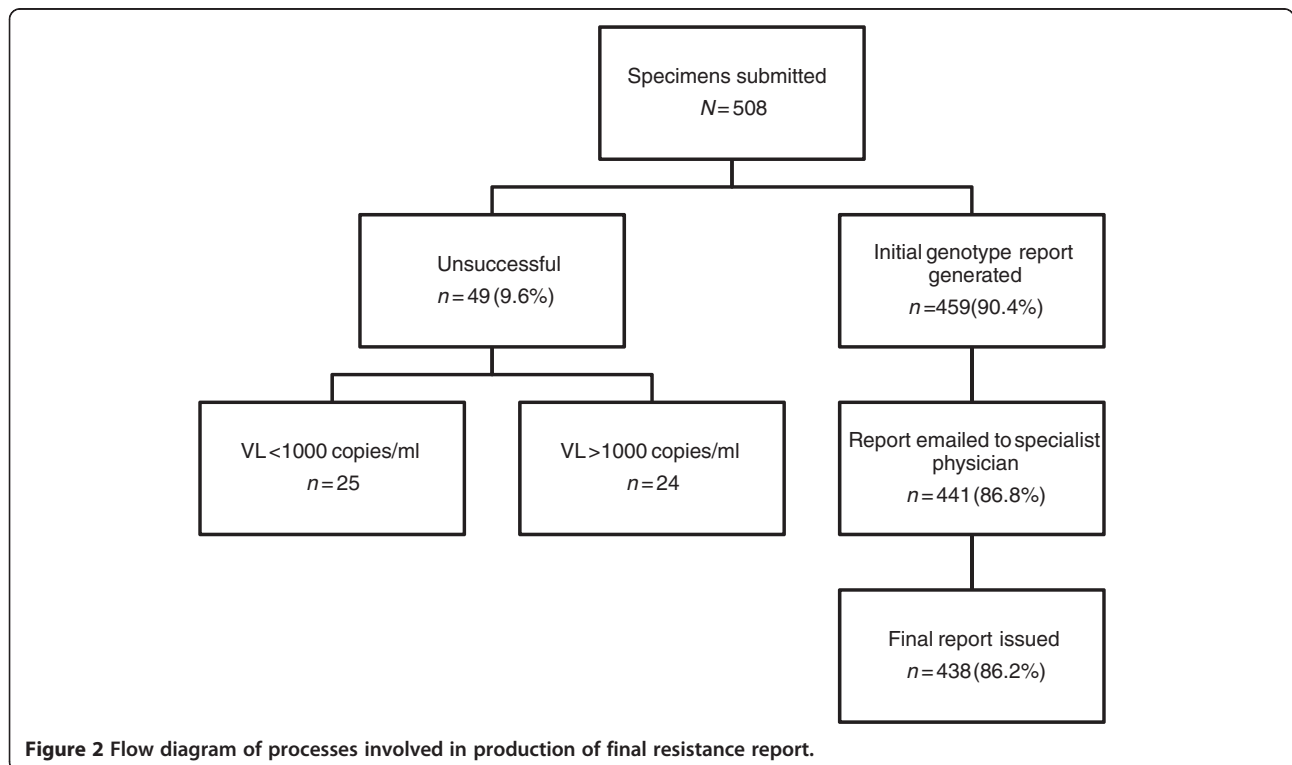 Specimens submitted
N=508
Unsuccessful
n=49(9.6%)
Initial genotype report
generated
n=459(90.4%)
VL<1000 copies/ml
n=25
VL>1000 copies/ml
n=24
Report emailed to specialist
physician
n=441(86.8%)
Final report issued
n=438(86.2%)
Figure 2 Flow diagram of processes involved in production of final resistance report.